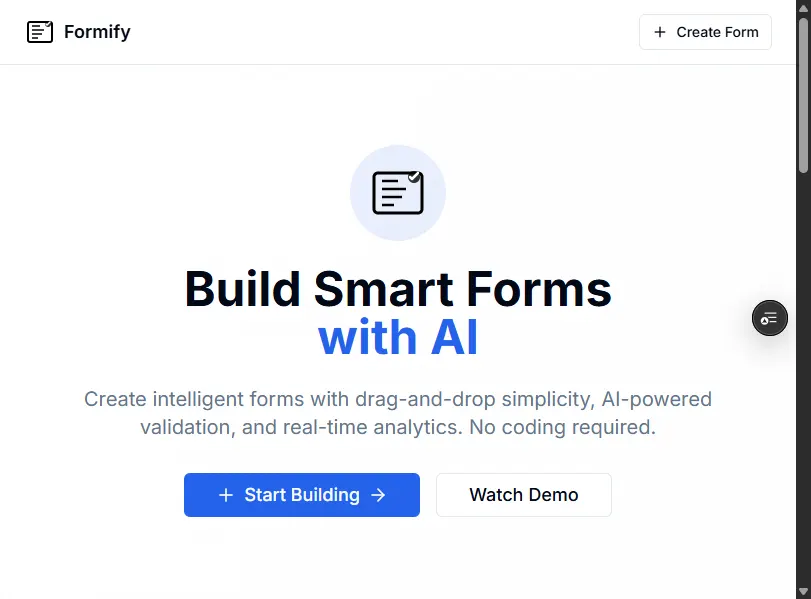 Formify
Create Form
Build Smart Forms
with AI
Create intelligent forms with drag-and-drop simplicity, AI-powered
validation, and real-time analytics. No coding required.
Start Building
Watch Demo